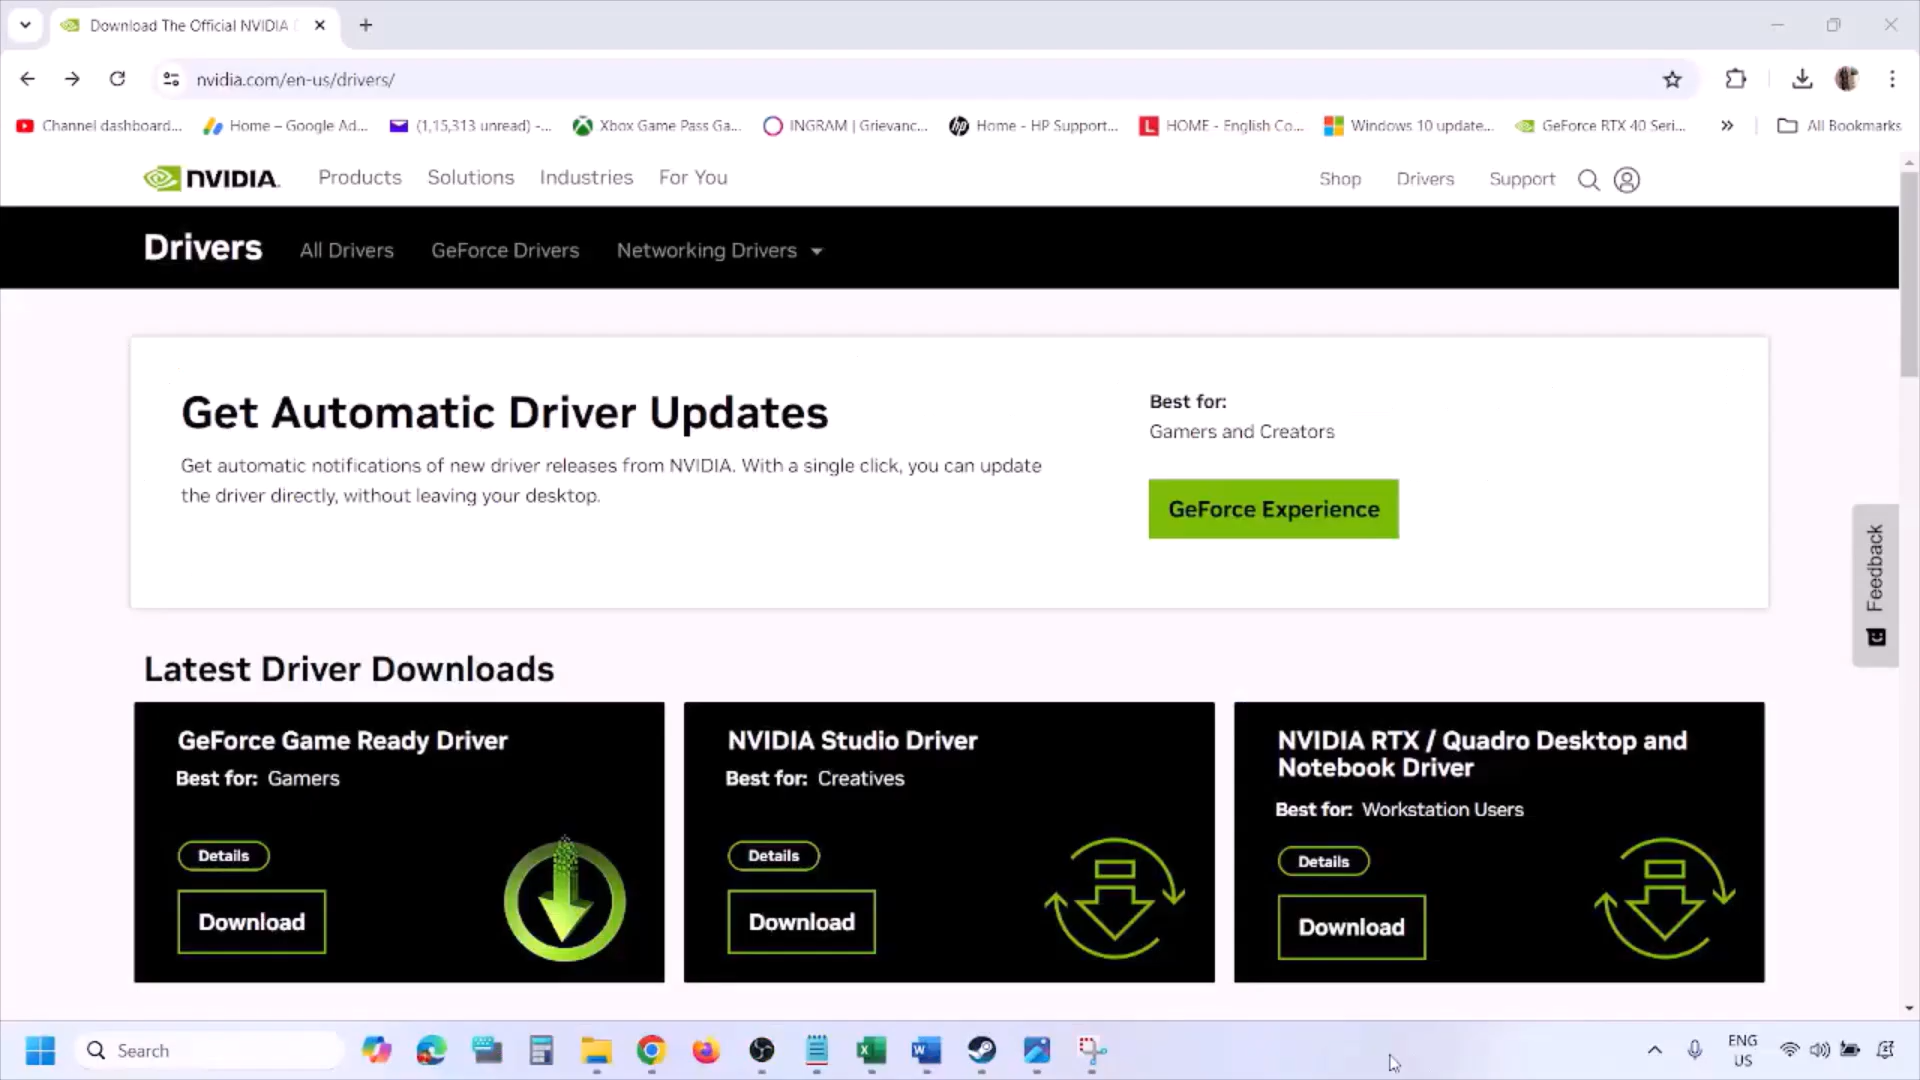 Download The Official NVIDIA
nvidia.com/en-us/drivers/
Channel dashboard...
Home – Google Ad...
(1,15,313 unread) -...
Xbox Game Pass Ga...
INGRAM | Grievanc...
Home - HP Support...
HOME - English Co...
Windows 10 update...
GeForce RTX 40 Seri...
All Bookmarks
NVIDIA.
Products
Solutions
Industries
For You
Shop
Drivers
Support
Drivers
All Drivers
GeForce Drivers
Networking Drivers
Get Automatic Driver Updates
Get automatic notifications of new driver releases from NVIDIA. With a single click, you can update
the driver directly, without leaving your desktop.
Best for:
Gamers and Creators
GeForce Experience
Feedback
Latest Driver Downloads
GeForce Game Ready Driver
Best for: Gamers
Details
Download
NVIDIA Studio Driver
Best for: Creatives
Details
Download
NVIDIA RTX / Quadro Desktop and
Notebook Driver
Best for: Workstation Users
Details
Download
Search
ENG
US